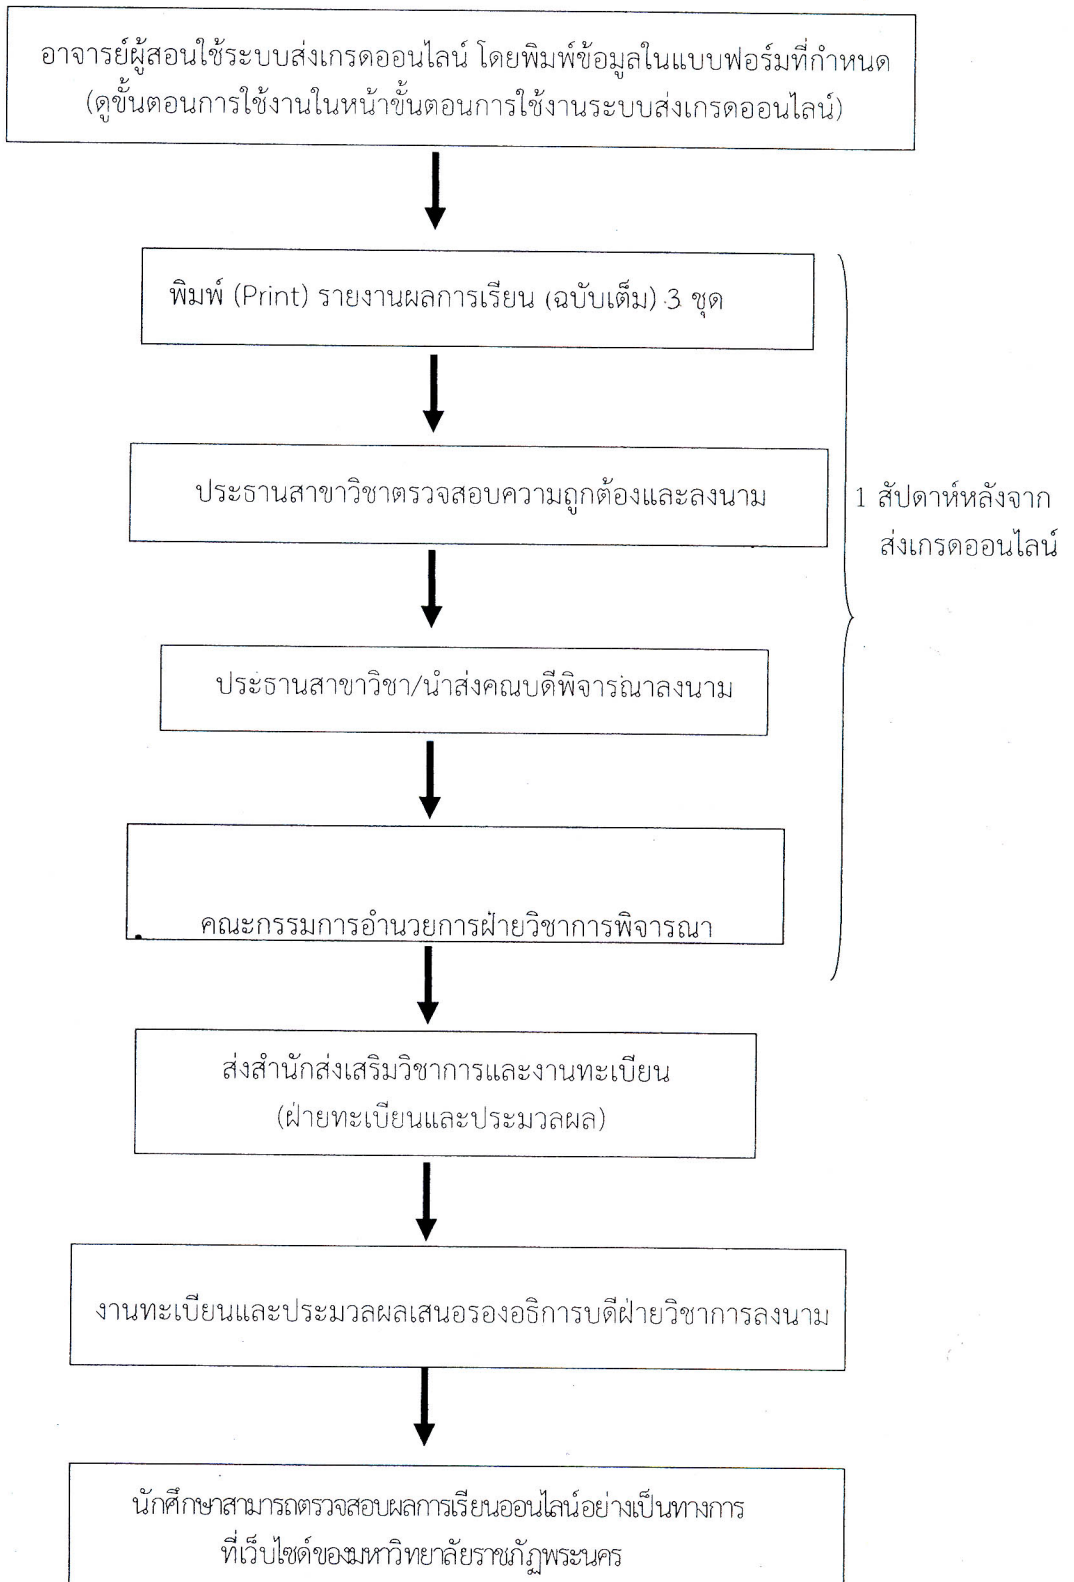 อาจารย์ผู้สอนใช้ระบบส่งเกรดออนไลน์ โดยพิมพ์ข้อมูลในแบบฟอร์มที่กำหนด
(ดูขั้นตอนการใช้งานในหน้าขั้นตอนการใช้งานระบบส่งเกรดออนไลน์)
พิมพ์ (Print) รายงานผลการเรียน (ฉบับเต็ม) 3 ชุด
ประธานสาขาวิชาตรวจสอบความถูกต้องและลงนาม
1 สัปดาห์หลังจาก
ส่งเกรดออนไลน์
ประธานสาขาวิชา/นำส่งคณบดีพิจารณาลงนาม
คณะกรรมการอำนวยการฝ่ายวิชาการพิจารณา
ส่งสำนักส่งเสริมวิชาการและงานทะเบียน
(ฝ่ายทะเบียนและประมวลผล)
งานทะเบียนและประมวลผลเสนอรองอธิการบดีฝ่ายวิชาการลงนาม
นักศึกษาสามารถตรวจสอบผลการเรียนออนไลน์อย่างเป็นทางการ
ที่เว็บไซด์ของมหาวิทยาลัยราชภัฏพระนคร